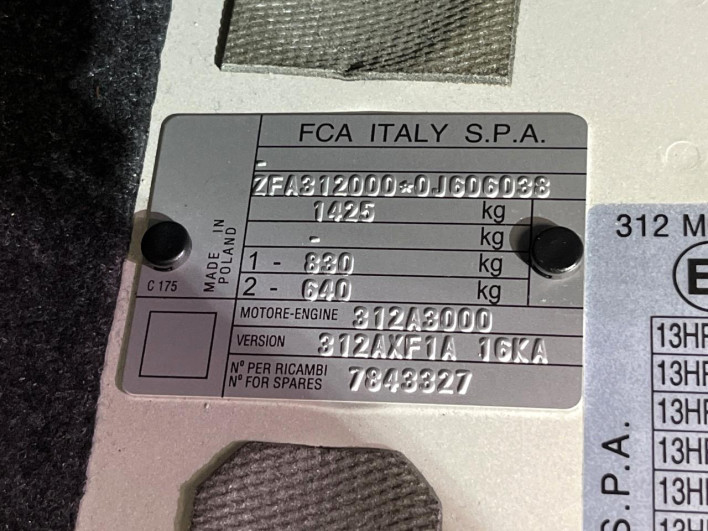 FCA ITALY S.P.A.
-
ZFA312000*0J606038
1425 kg
- kg
1 - 830 kg
2 - 640 kg
MADE IN
POLAND
C 175
MOTORE-ENGINE 312A3000
VERSION 312AXF1A 16KA
N° PER RICAMBI
N° FOR SPARES 7843327
312 M
E
13HF
13HF
13HF
13HF
13HF
S.P.A.